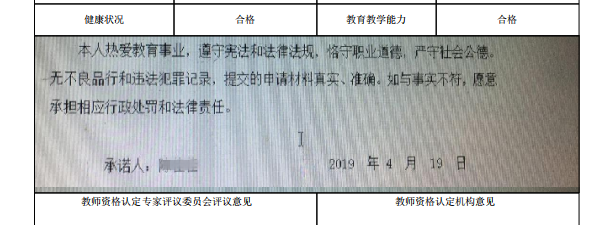 健康状况 合格 教育教学能力 合格
本人热爱教育事业，遵守宪法和法律法规，恪守职业道德，严守社会公德。
无不良品行和违法犯罪记录，提交的申请材料真实、准确。如与事实不符，愿意
承担相应行政处罚和法律责任。
承诺人： 2019 年 4 月 19 日
教师资格认定专家评议委员会评议意见 教师资格认定机构意见